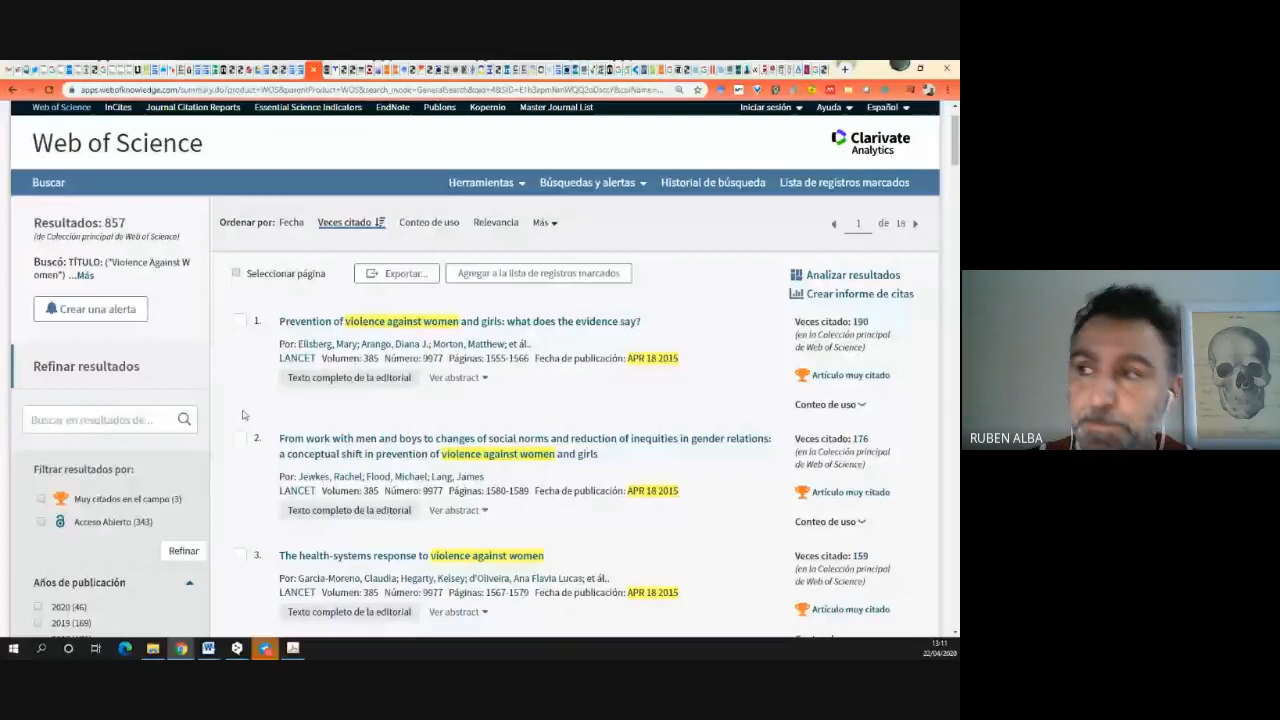 Web of Science InCites Journal Citation Reports Essential Science Indicators EndNote Publons Kopernio Master Journal List Iniciar sesión Ayuda Español
Web of Science
Clarivate
Analytics
Buscar Herramientas Búsquedas y alertas Historial de búsqueda Lista de registros marcados
Resultados: 857
(de Colección principal de Web of Science)
Buscó: TÍTULO: ("Violence Against W
omen") ...Más
Crear una alerta
Refinar resultados
Buscar en resultados de...
Filtrar resultados por:
Muy citados en el campo (3)
Acceso Abierto (343)
Refinar
Años de publicación
2020 (46)
2019 (169)
Ordenar por: Fecha Veces citado Conteo de uso Relevancia Más
1 de 18
Seleccionar página Exportar... Agregar a la lista de registros marcados
Analizar resultados
Crear informe de citas
1. Prevention of violence against women and girls: what does the evidence say?
Por: Ellsberg, Mary; Arango, Diana J.; Morton, Matthew; et ál..
LANCET Volumen: 385 Número: 9977 Páginas: 1555-1566 Fecha de publicación: APR 18 2015
Texto completo de la editorial Ver abstract
Veces citado: 190
(en la Colección principal
de Web of Science)
Artículo muy citado
Conteo de uso
2. From work with men and boys to changes of social norms and reduction of inequities in gender relations:
a conceptual shift in prevention of violence against women and girls
Por: Jewkes, Rachel; Flood, Michael; Lang, James
LANCET Volumen: 385 Número: 9977 Páginas: 1580-1589 Fecha de publicación: APR 18 2015
Texto completo de la editorial Ver abstract
Veces citado: 176
(en la Colección principal
de Web of Science)
Artículo muy citado
Conteo de uso
3. The health-systems response to violence against women
Por: Garcia-Moreno, Claudia; Hegarty, Kelsey; d'Oliveira, Ana Flavia Lucas; et ál..
LANCET Volumen: 385 Número: 9977 Páginas: 1567-1579 Fecha de publicación: APR 18 2015
Texto completo de la editorial Ver abstract
Veces citado: 159
(en la Colección principal
de Web of Science)
Artículo muy citado
13:11
22/04/2020
RUBEN ALBA